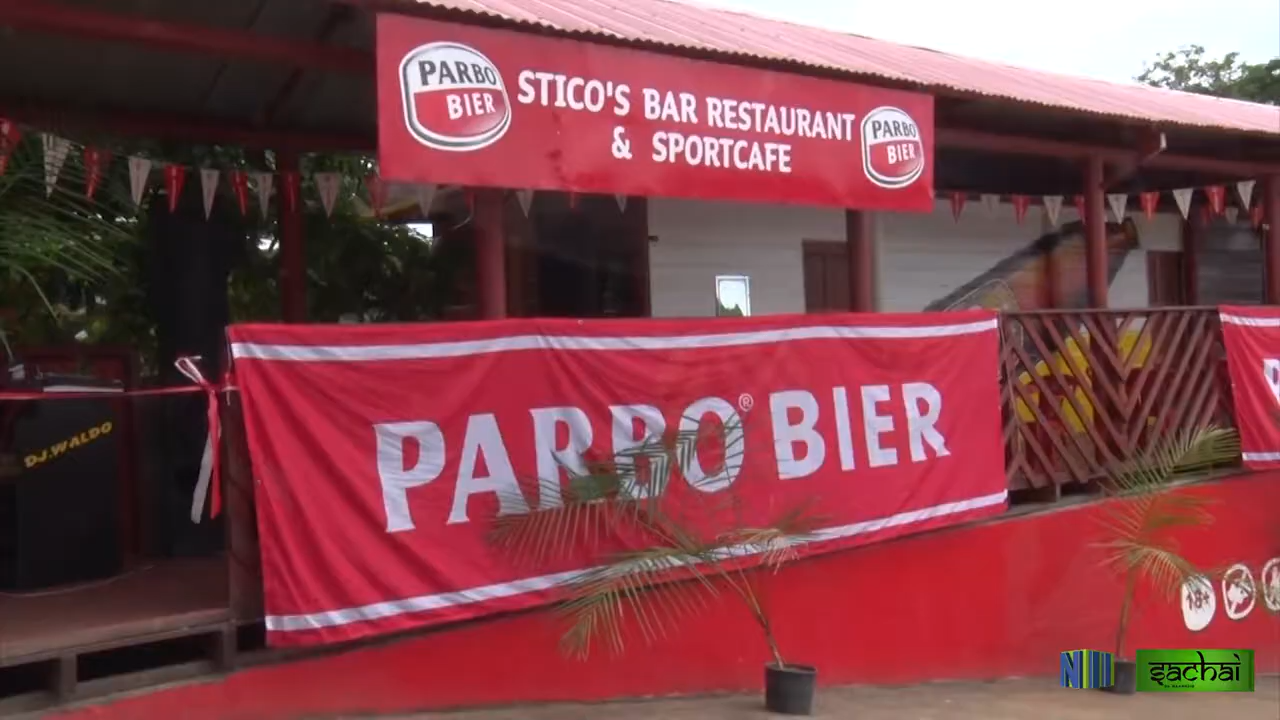 PARBO
BIER
STICO'S BAR RESTAURANT
& SPORTCAFE
PARBO
BIER
PARBO® BIER
DJ.WALDO
18+
sachai